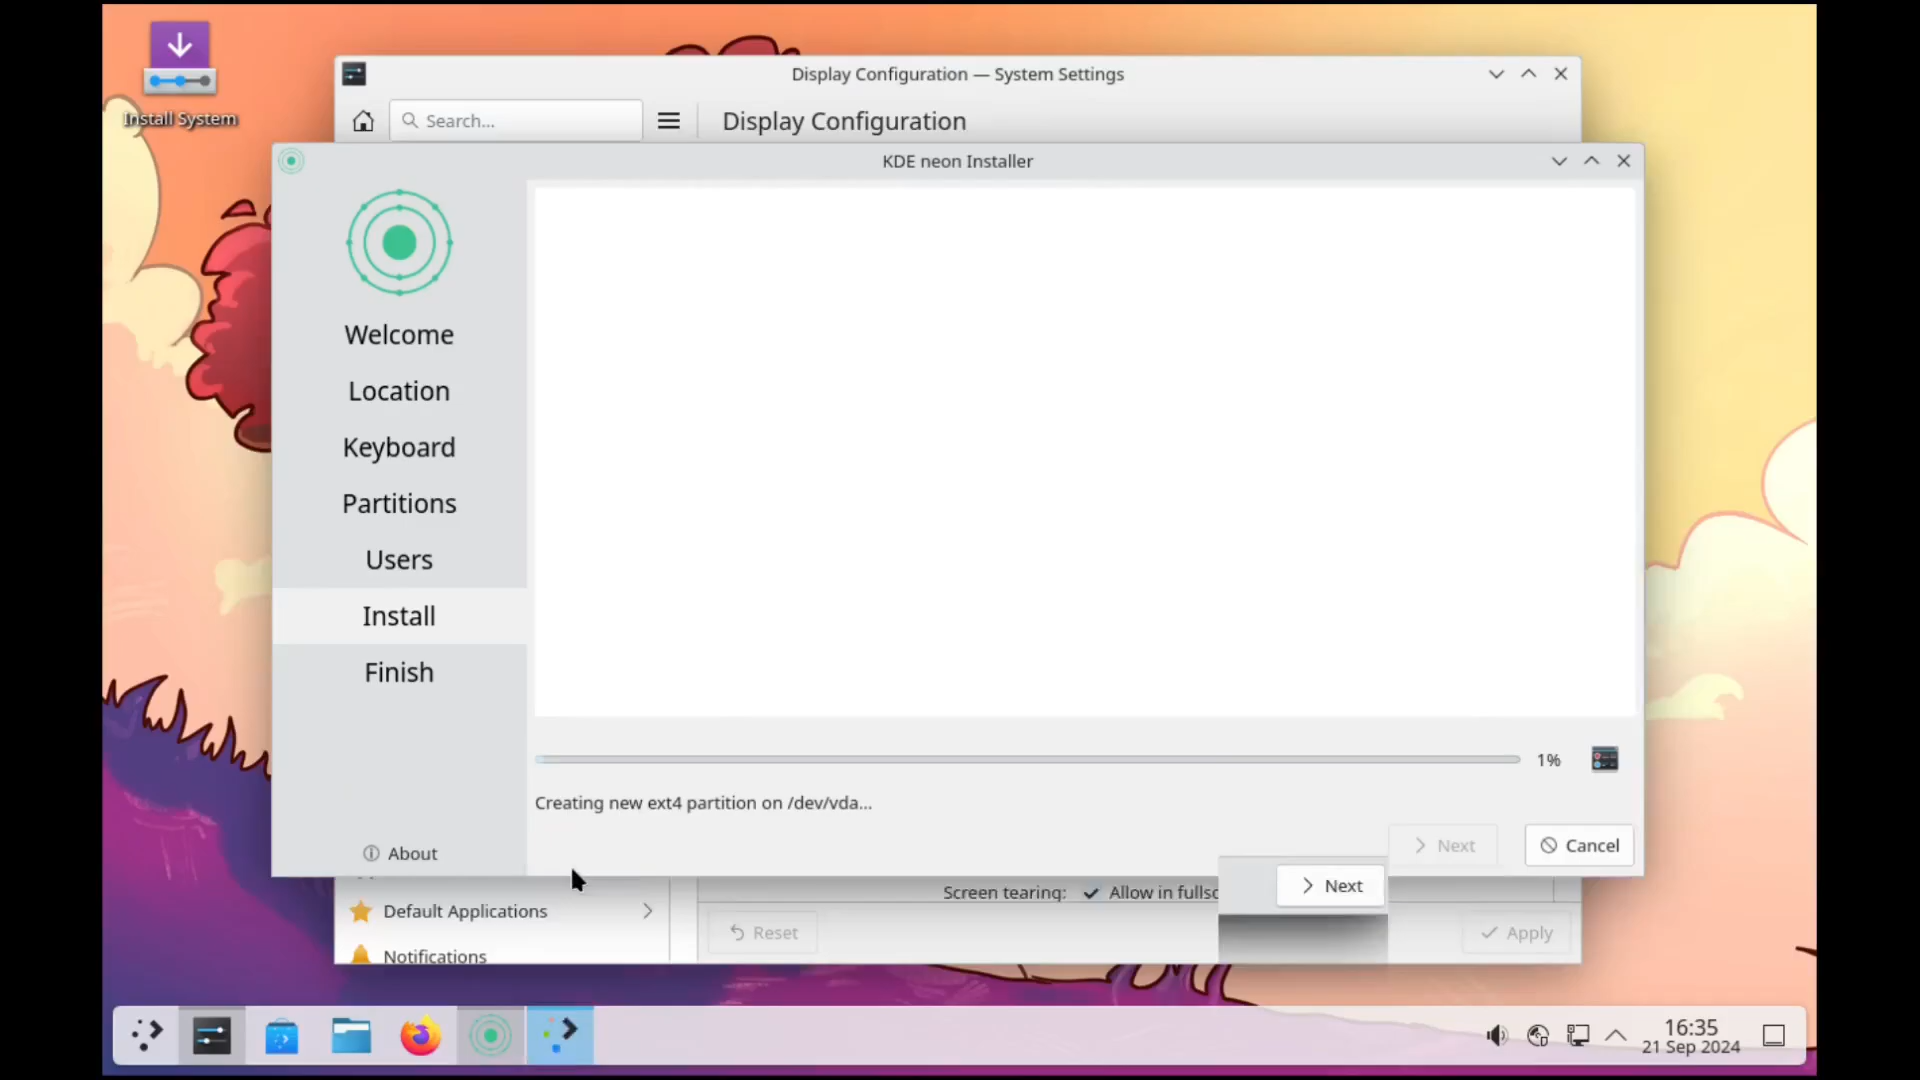 Install System
Display Configuration — System Settings
Search...
Display Configuration
KDE neon Installer
Welcome
Location
Keyboard
Partitions
Users
Install
Finish
1%
Creating new ext4 partition on /dev/vda...
Next
Cancel
About
Next
Screen tearing:
Allow in fullsc
Default Applications
Reset
Apply
Notifications
16:35
21 Sep 2024